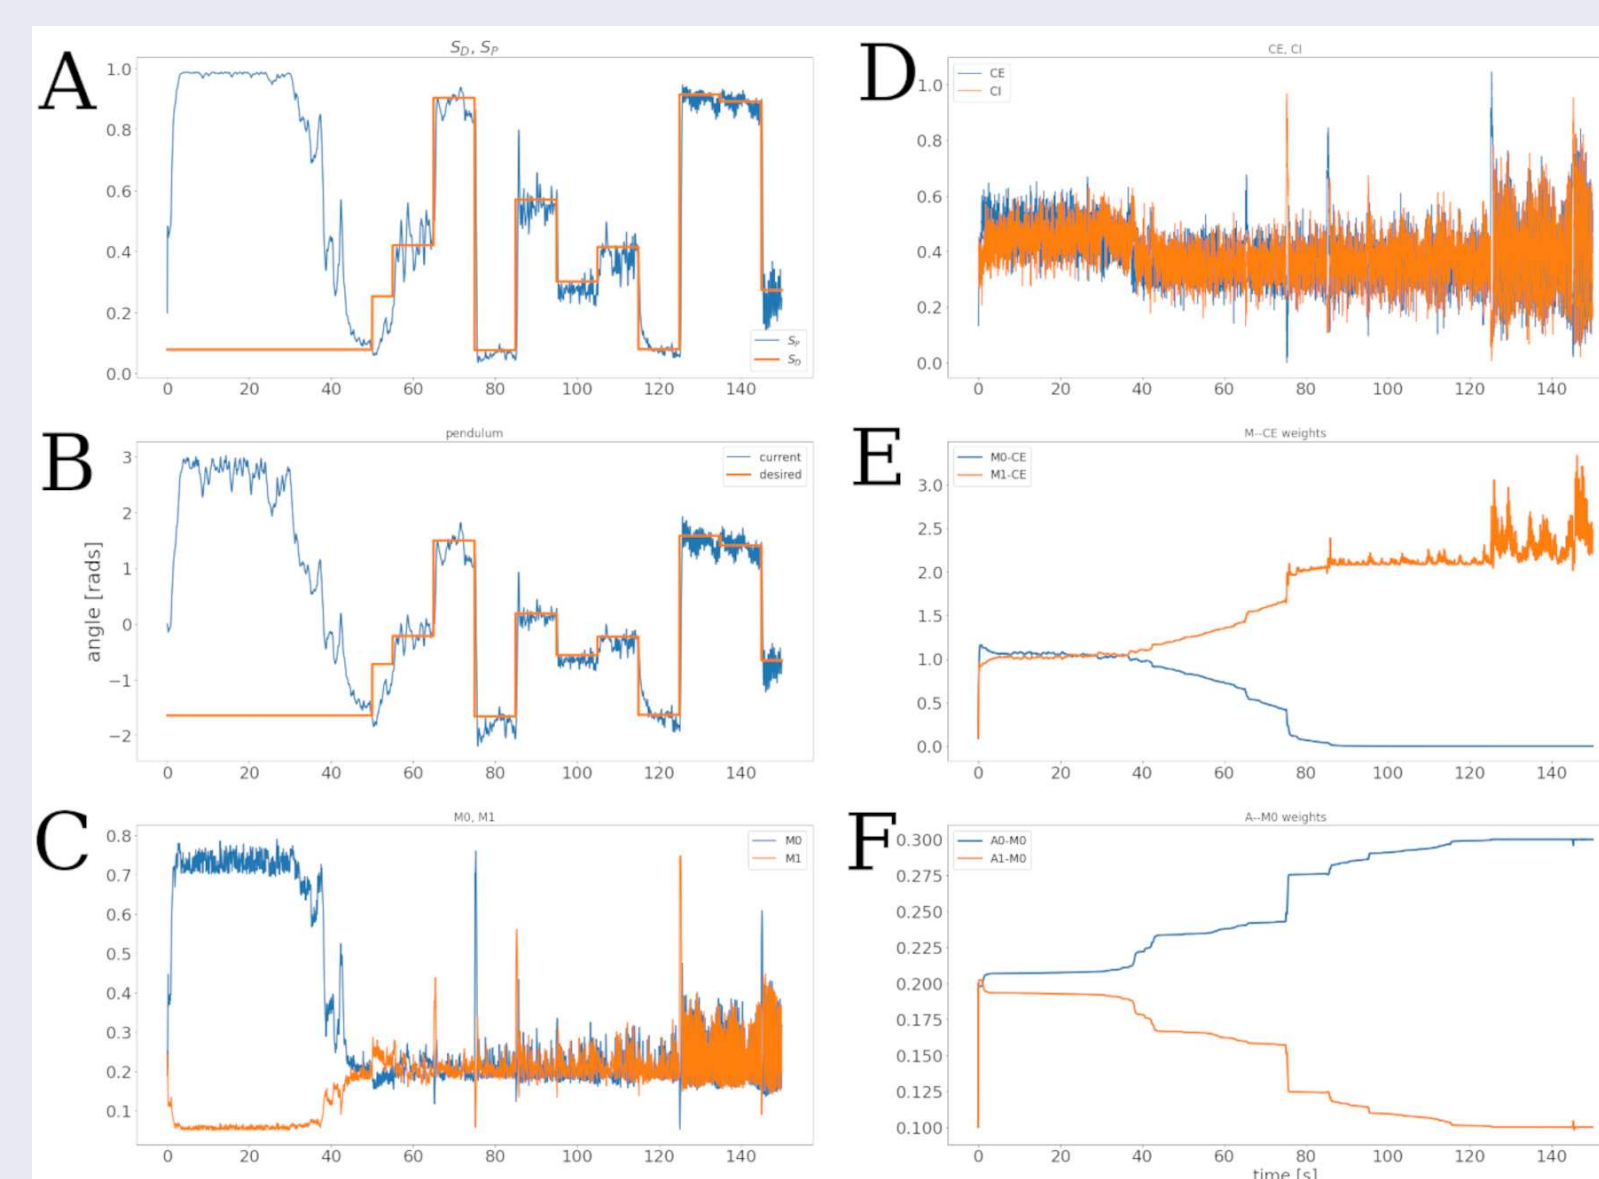 A
S_D, S_P
1.0
0.8
0.6
0.4
0.2
0.0
S_P
S_D
0 20 40 60 80 100 120 140
B
pendulum
angle [rads]
3
2
1
0
−1
−2
current
desired
0 20 40 60 80 100 120 140
C
M0, M1
0.8
0.7
0.6
0.5
0.4
0.3
0.2
0.1
M0
M1
0 20 40 60 80 100 120 140
D
CE, CI
CE
CI
1.0
0.8
0.6
0.4
0.2
0.0
0 20 40 60 80 100 120 140
E
M--CE weights
M0-CE
M1-CE
3.0
2.5
2.0
1.5
1.0
0.5
0.0
0 20 40 60 80 100 120 140
F
A--M0 weights
A0-M0
A1-M0
0.300
0.275
0.250
0.225
0.200
0.175
0.150
0.125
0.100
0 20 40 60 80 100 120 140
time [s]